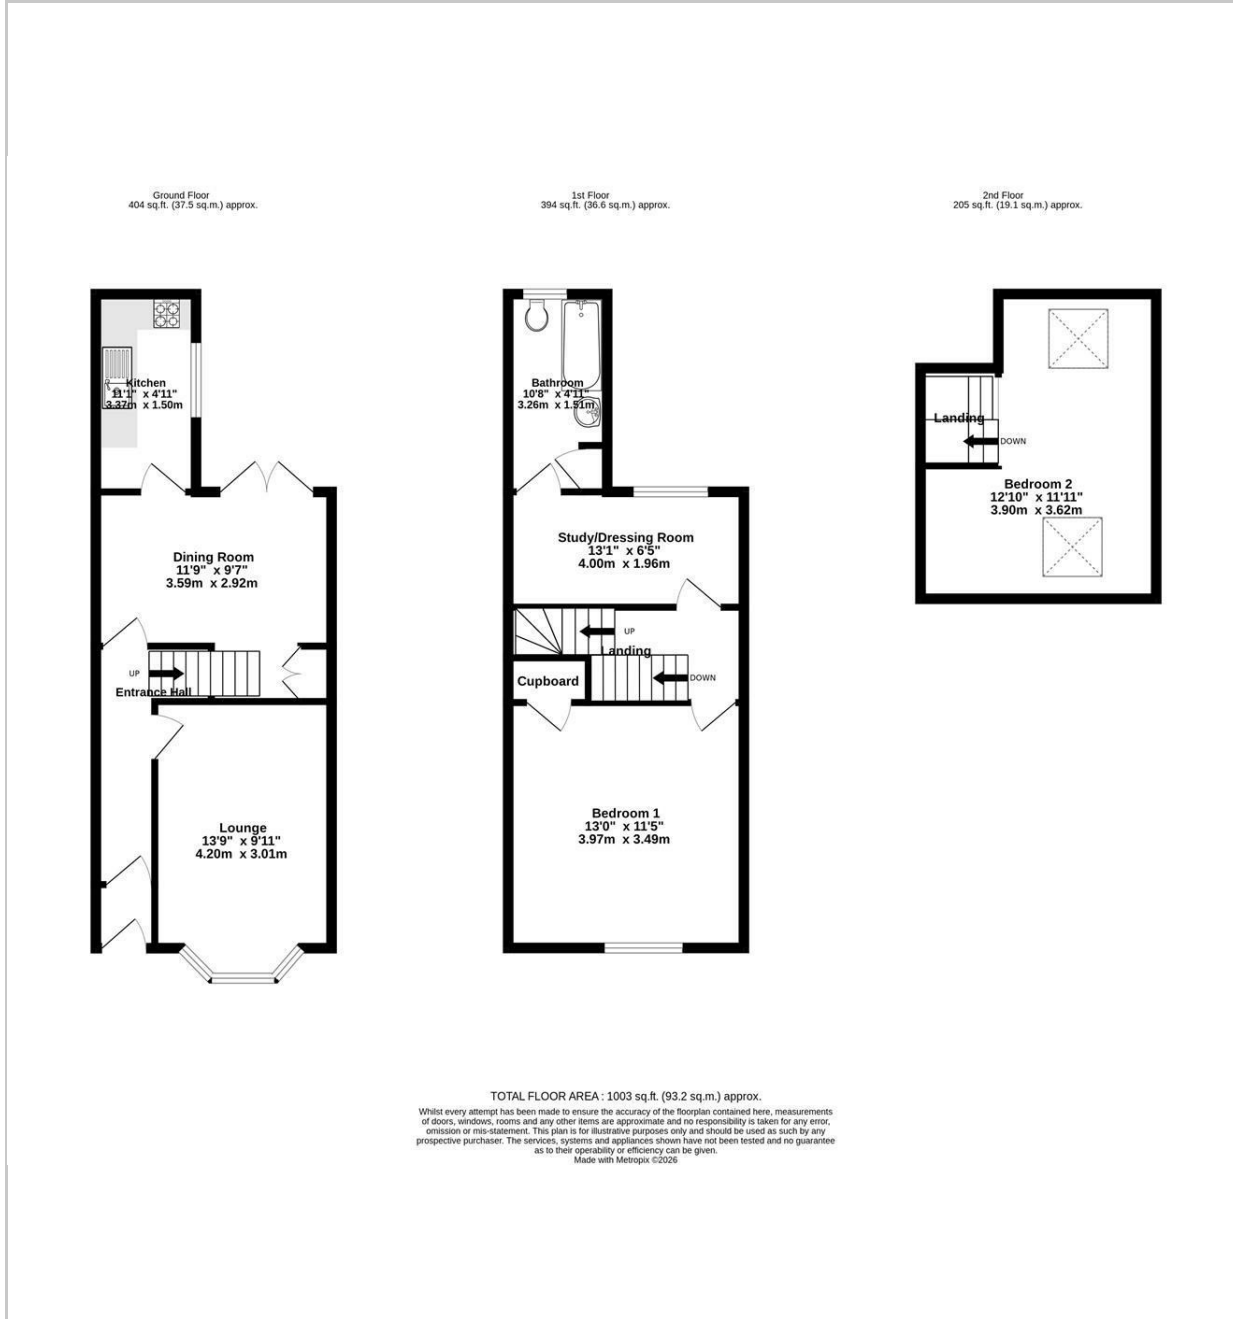 Ground Floor
404 sq.ft. (37.5 sq.m.) approx.
Kitchen
11'1" x 4'11"
3.37m x 1.50m
Dining Room
11'9" x 9'7"
3.59m x 2.92m
UP
Entrance Hall
Lounge
13'9" x 9'11"
4.20m x 3.01m
1st Floor
394 sq.ft. (36.6 sq.m.) approx.
Bathroom
10'8" x 4'11"
3.26m x 1.51m
Study/Dressing Room
13'1" x 6'5"
4.00m x 1.96m
UP
Landing
Cupboard
DOWN
Bedroom 1
13'0" x 11'5"
3.97m x 3.49m
2nd Floor
205 sq.ft. (19.1 sq.m.) approx.
Landing
DOWN
Bedroom 2
12'10" x 11'11"
3.90m x 3.62m
TOTAL FLOOR AREA : 1003 sq.ft. (93.2 sq.m.) approx.
Whilst every attempt has been made to ensure the accuracy of the floorplan contained here, measurements
of doors, windows, rooms and any other items are approximate and no responsibility is taken for any error,
omission or mis-statement. This plan is for illustrative purposes only and should be used as such by any
prospective purchaser. The services, systems and appliances shown have not been tested and no guarantee
as to their operability or efficiency can be given.
Made with Metropix ©2026